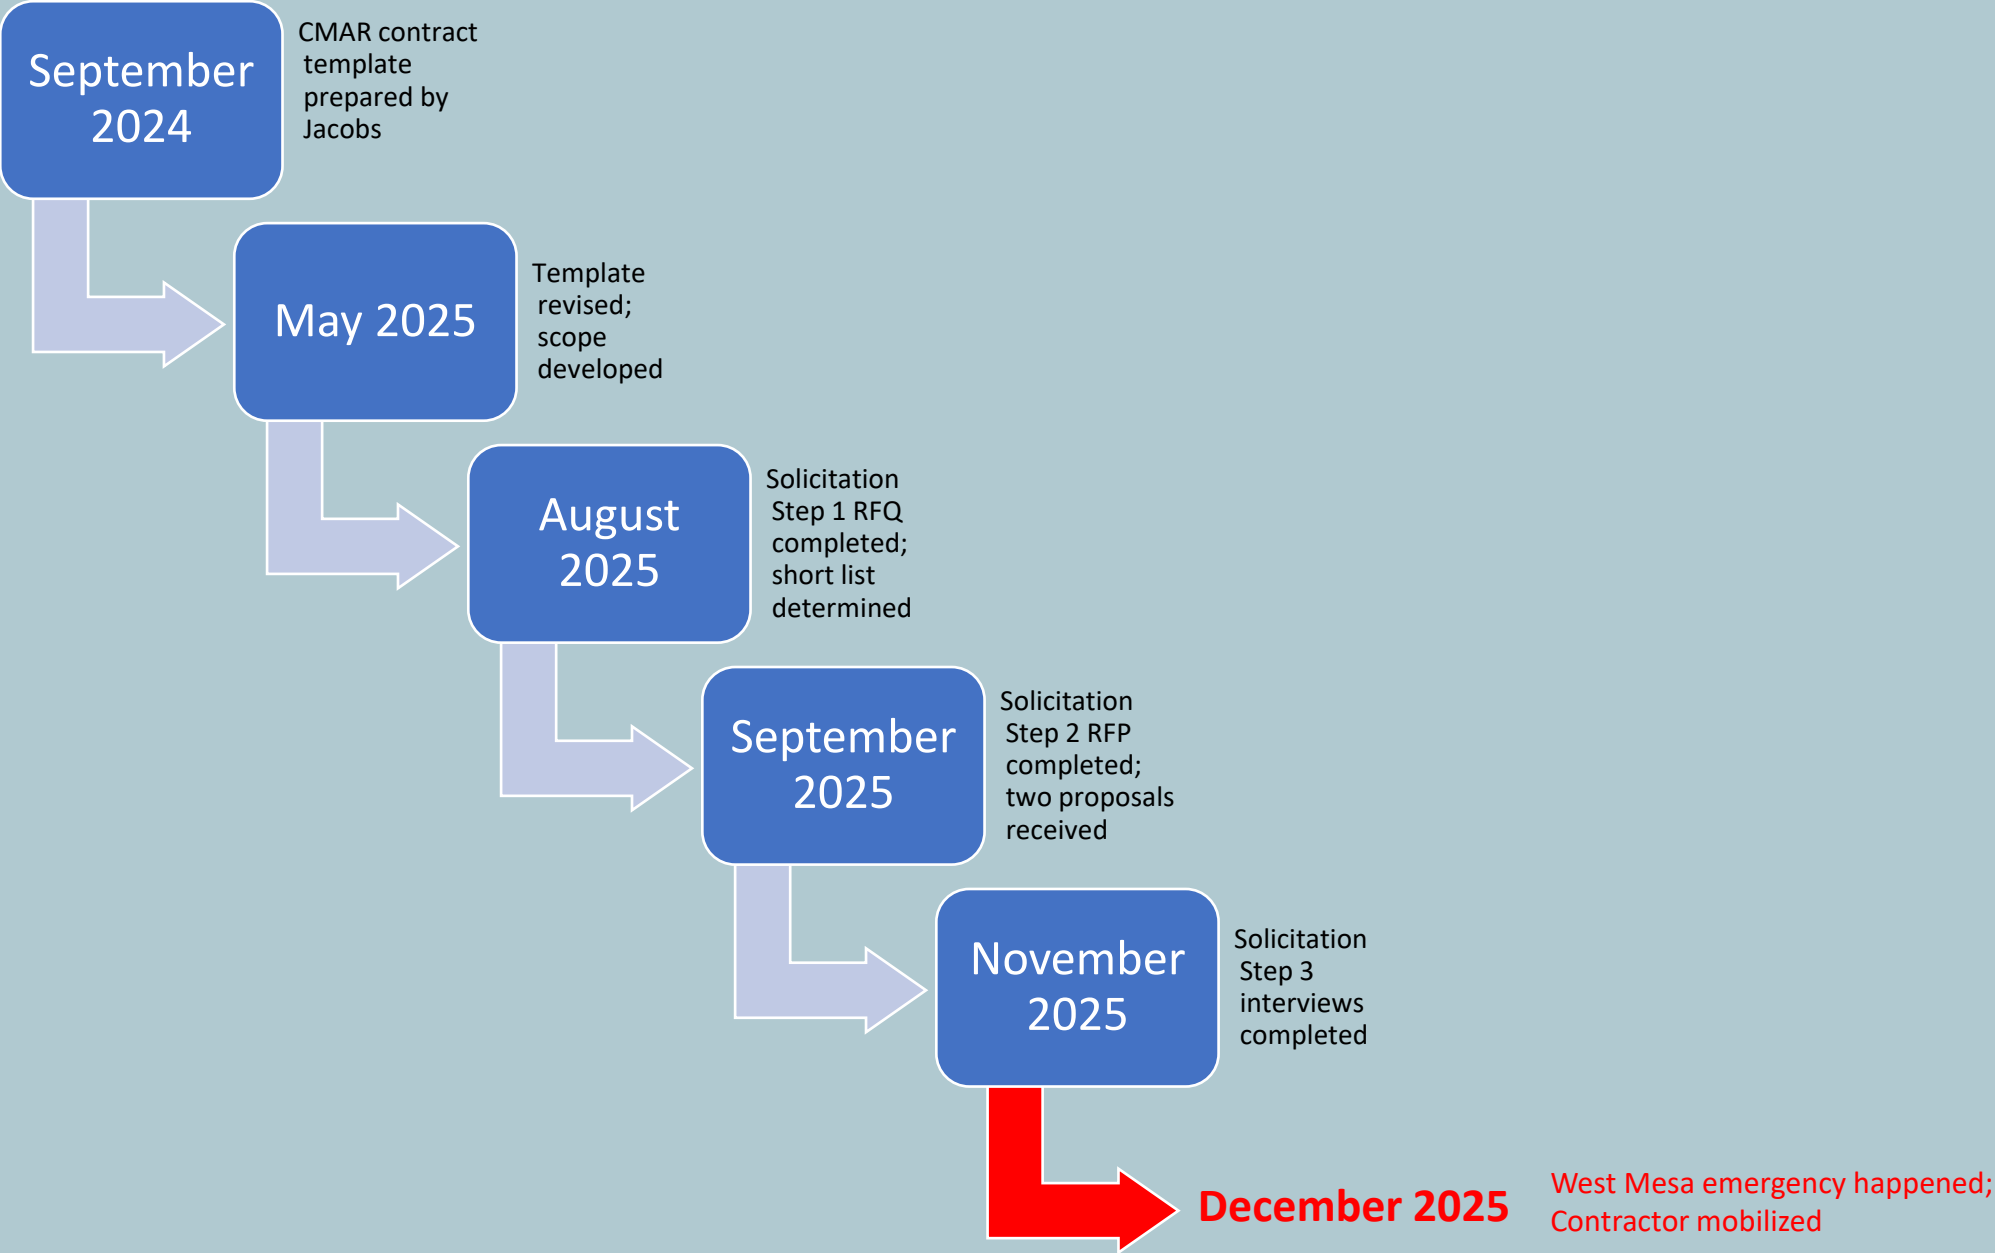 September
2024
CMAR contract
template
prepared by
Jacobs
May 2025
Template
revised;
scope
developed
August
2025
Solicitation
Step 1 RFQ
completed;
short list
determined
September
2025
Solicitation
Step 2 RFP
completed;
two proposals
received
November
2025
Solicitation
Step 3
interviews
completed
December 2025
West Mesa emergency happened;
Contractor mobilized